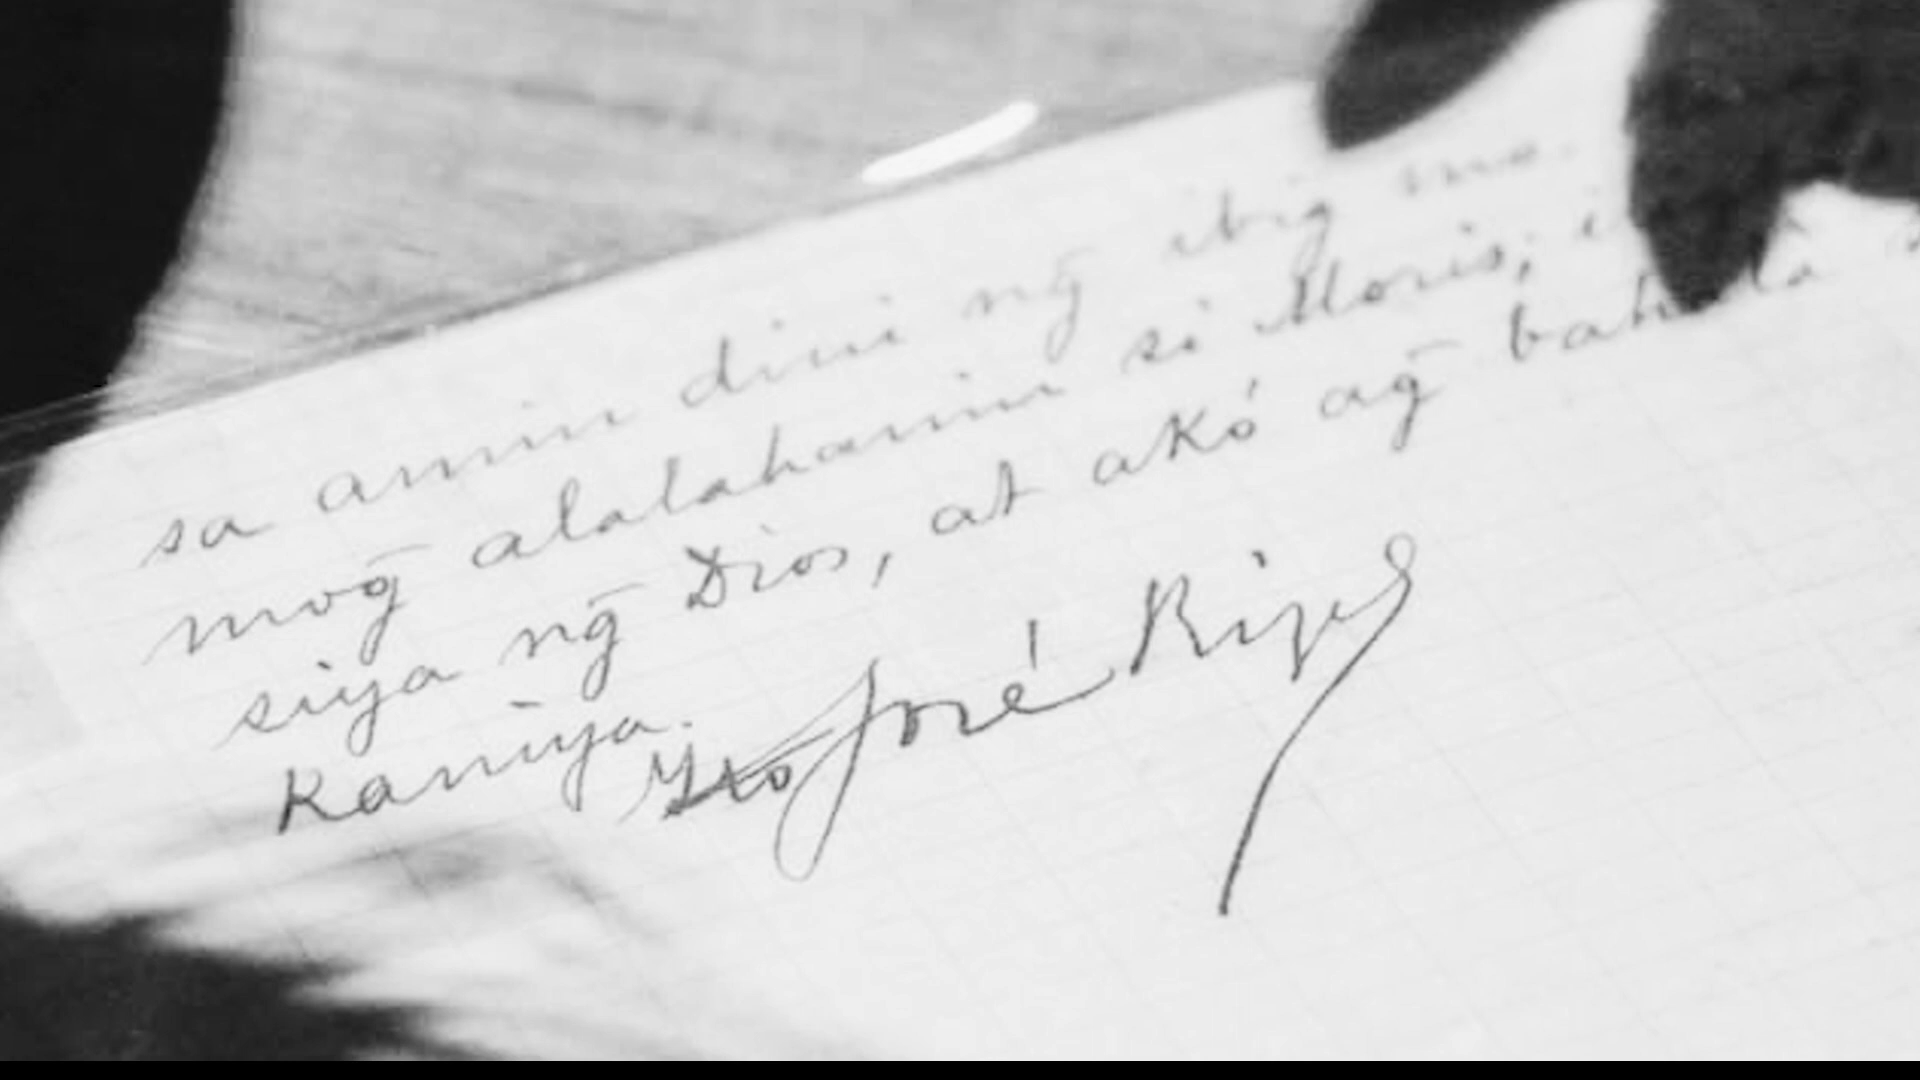 sa amin dini ng̃ ibig mo.
mog̃ alalahanin si Moris;
siya ng̃ Dios, at akó ag̃ bahalà
Kaniya.
José Rizal